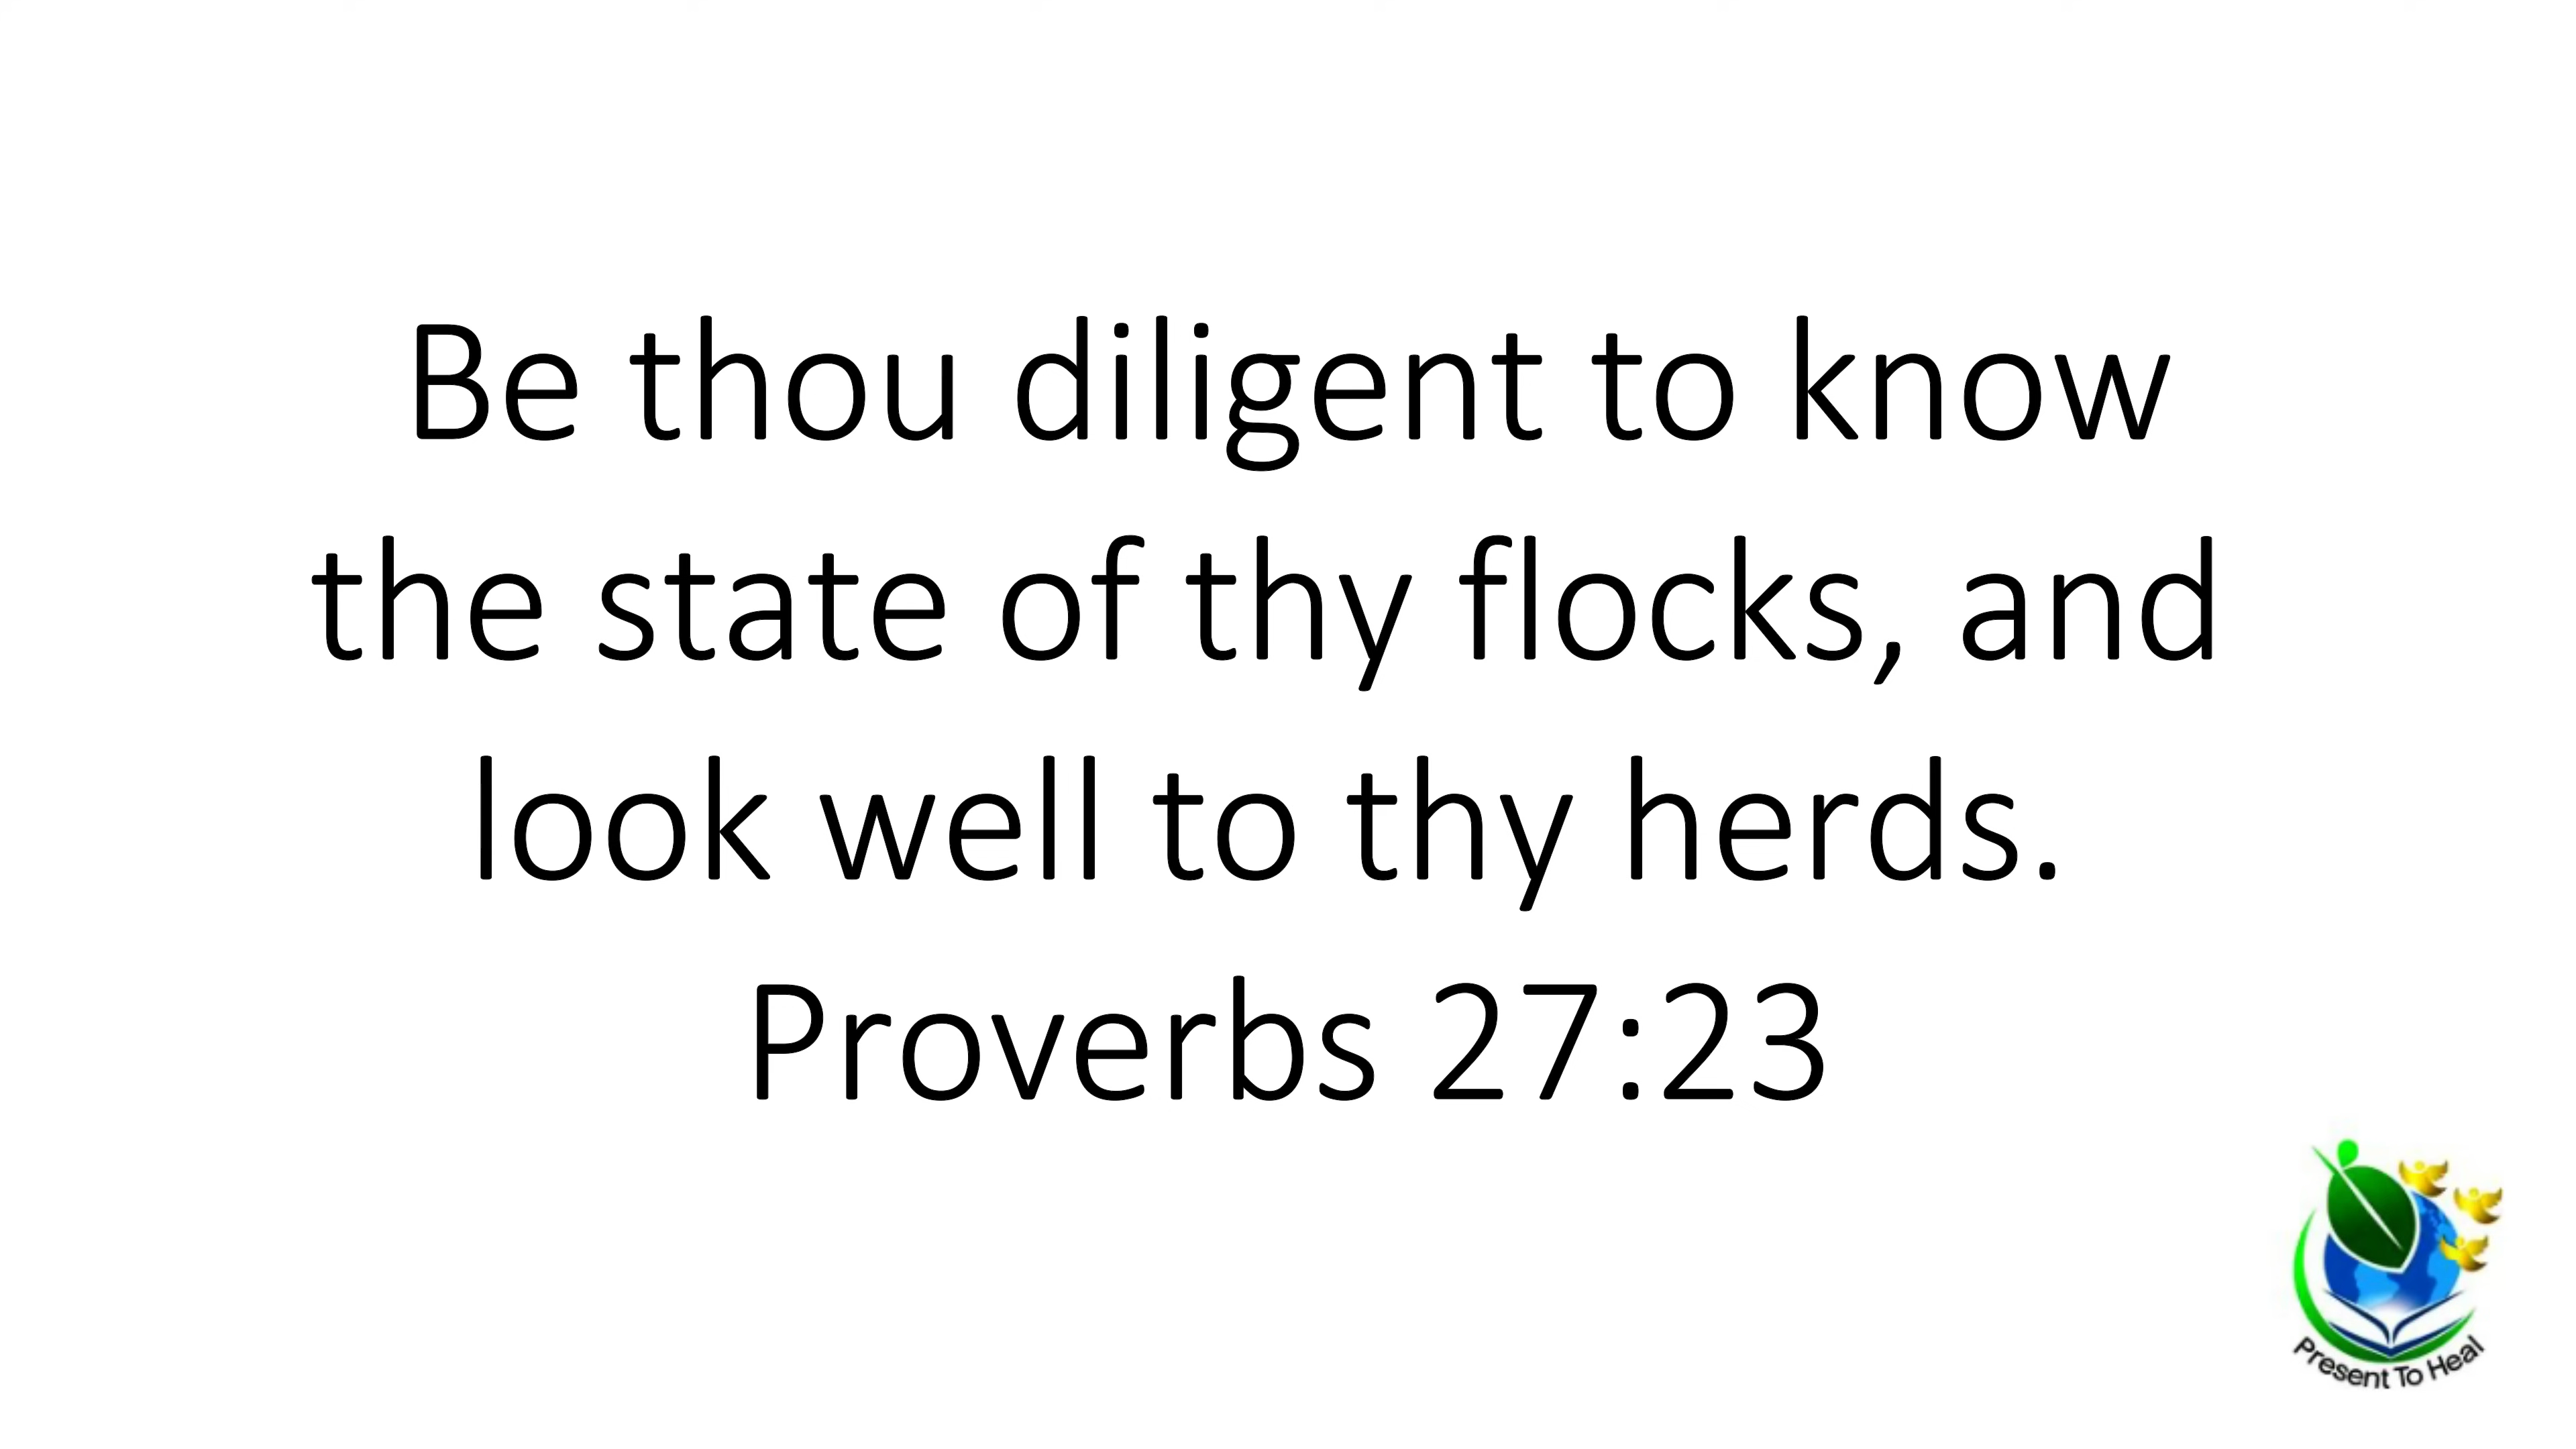 Be thou diligent to know
the state of thy flocks, and
look well to thy herds.
Proverbs 27:23
Present To Heal